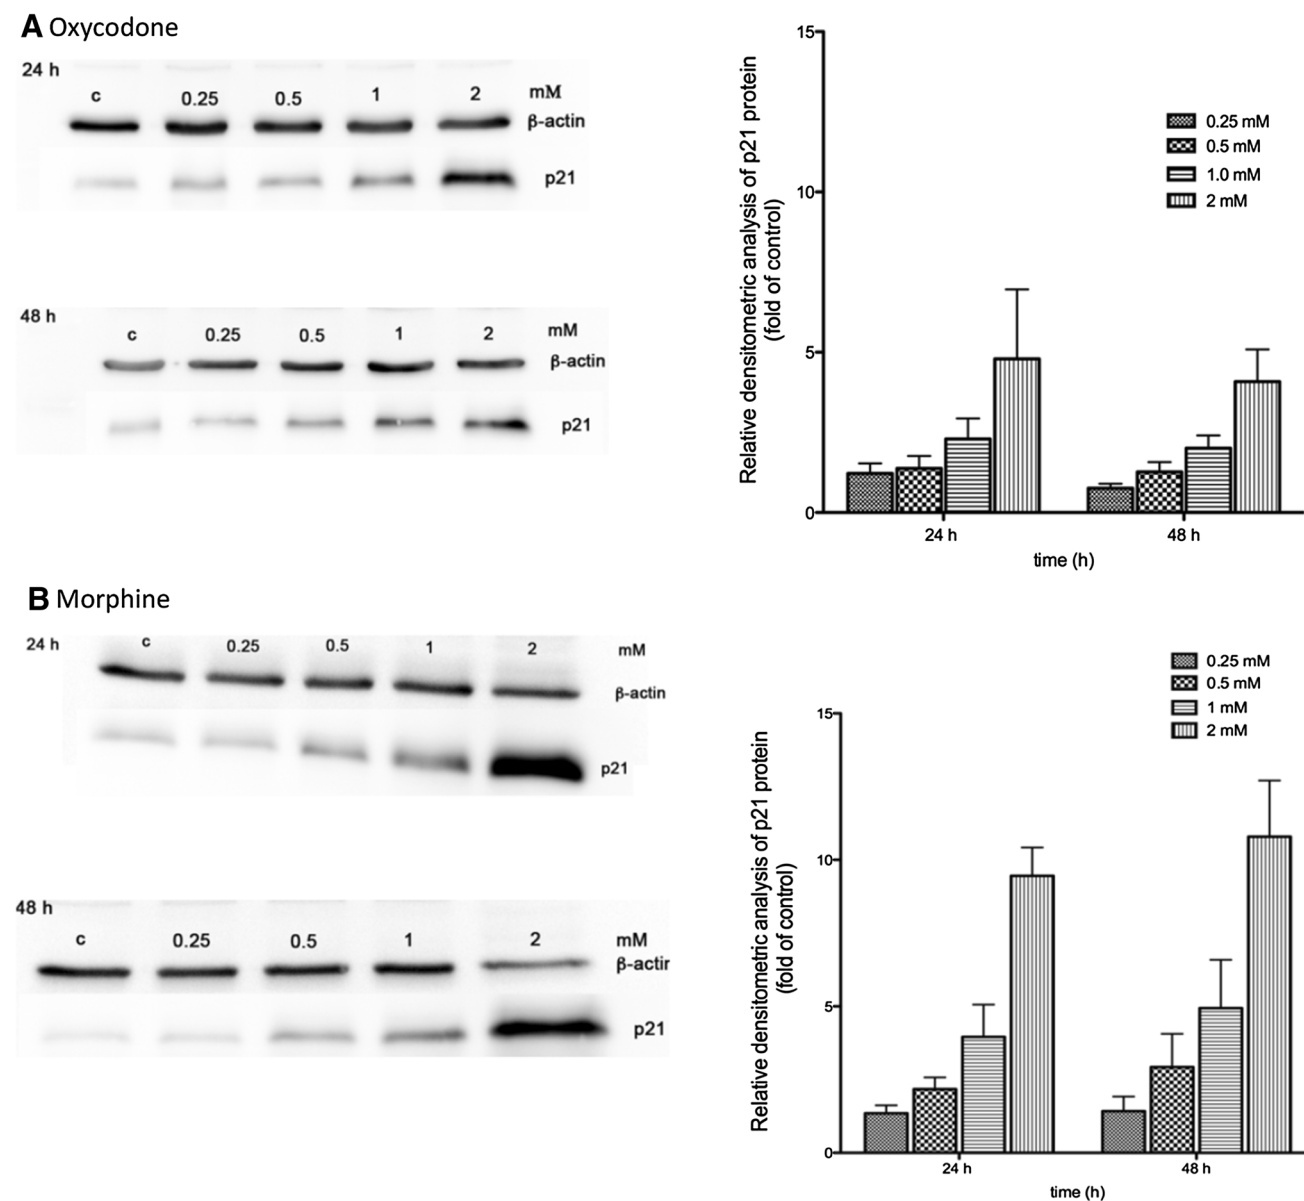 A Oxycodone
24 h
c 0.25 0.5 1 2 mM
β-actin
p21
48 h
c 0.25 0.5 1 2 mM
β-actin
p21
Relative densitometric analysis of p21 protein
(fold of control)
15
10
5
0
0.25 mM
0.5 mM
1.0 mM
2 mM
24 h 48 h
time (h)
B Morphine
24 h
c 0.25 0.5 1 2 mM
β-actin
p21
48 h
c 0.25 0.5 1 2 mM
β-actir
p21
Relative densitometric analysis of p21 protein
(fold of control)
15
10
5
0
0.25 mM
0.5 mM
1 mM
2 mM
24 h 48 h
time (h)